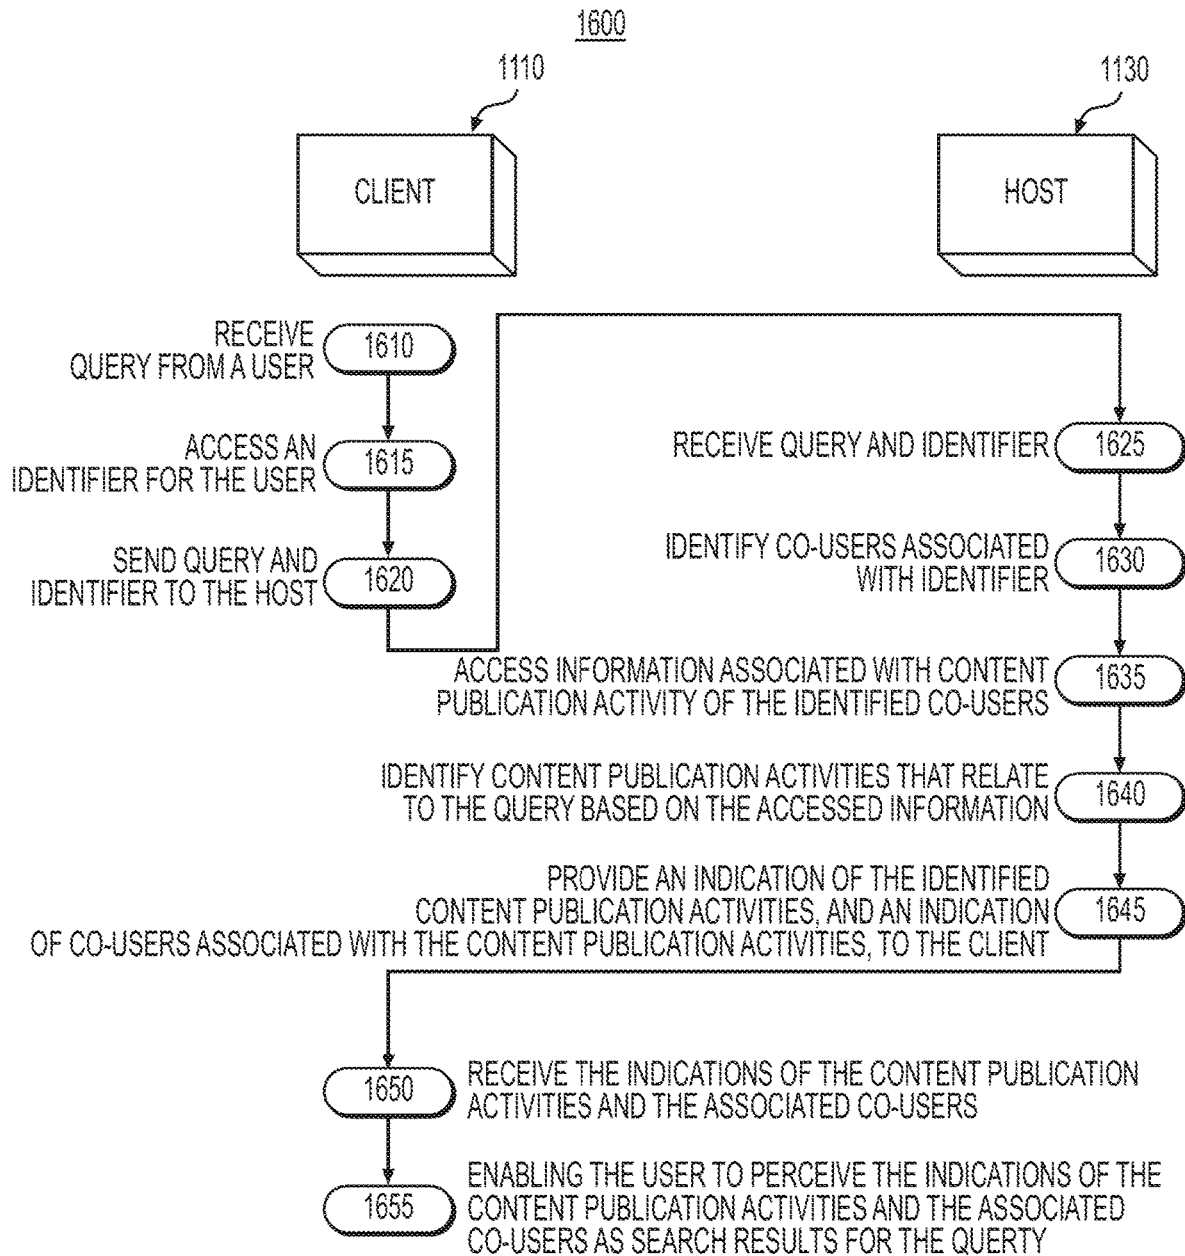 1600
1110
1130
CLIENT
HOST
RECEIVE
QUERY FROM A USER
1610
ACCESS AN
IDENTIFIER FOR THE USER
1615
SEND QUERY AND
IDENTIFIER TO THE HOST
1620
RECEIVE QUERY AND IDENTIFIER
1625
IDENTIFY CO-USERS ASSOCIATED
WITH IDENTIFIER
1630
ACCESS INFORMATION ASSOCIATED WITH CONTENT
PUBLICATION ACTIVITY OF THE IDENTIFIED CO-USERS
1635
IDENTIFY CONTENT PUBLICATION ACTIVITIES THAT RELATE
TO THE QUERY BASED ON THE ACCESSED INFORMATION
1640
PROVIDE AN INDICATION OF THE IDENTIFIED
CONTENT PUBLICATION ACTIVITIES, AND AN INDICATION
OF CO-USERS ASSOCIATED WITH THE CONTENT PUBLICATION ACTIVITIES, TO THE CLIENT
1645
1650
RECEIVE THE INDICATIONS OF THE CONTENT PUBLICATION
ACTIVITIES AND THE ASSOCIATED CO-USERS
1655
ENABLING THE USER TO PERCEIVE THE INDICATIONS OF THE
CONTENT PUBLICATION ACTIVITIES AND THE ASSOCIATED
CO-USERS AS SEARCH RESULTS FOR THE QUERTY